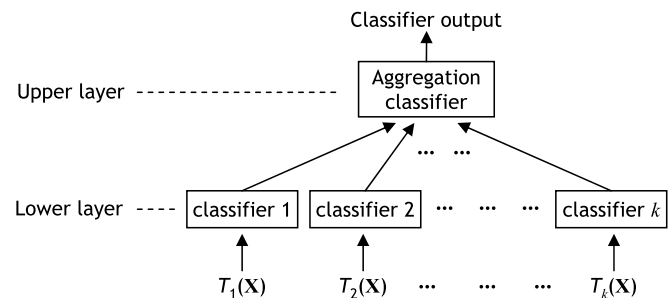 Classifier output
Aggregation
classifier
Upper layer
... ...
Lower layer
classifier 1 classifier 2 ... ... ... classifier k
T₁(X) T₂(X) ... ... ... Tₖ(X)